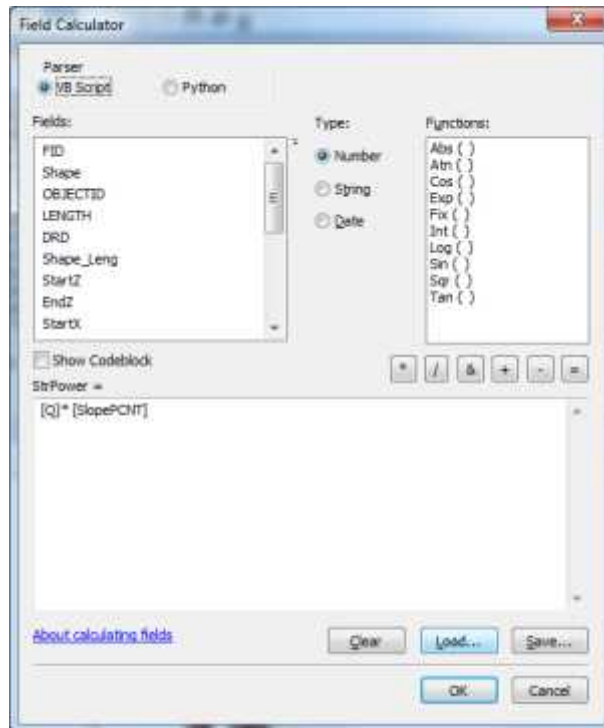 Field Calculator
Parser
VB Script
Python
Fields:
FID
Shape
OBJECTID
LENGTH
DRD
Shape_Leng
StartZ
EndZ
StartX
Type:
Number
String
Date
Functions:
Abs ( )
Atn ( )
Cos ( )
Exp ( )
Fix ( )
Int ( )
Log ( )
Sin ( )
Sqr ( )
Tan ( )
Show Codeblock
* / & + - =
StrPower =
[Q]* [SlopePCNT]
About calculating fields
Clear Load... Save...
OK Cancel